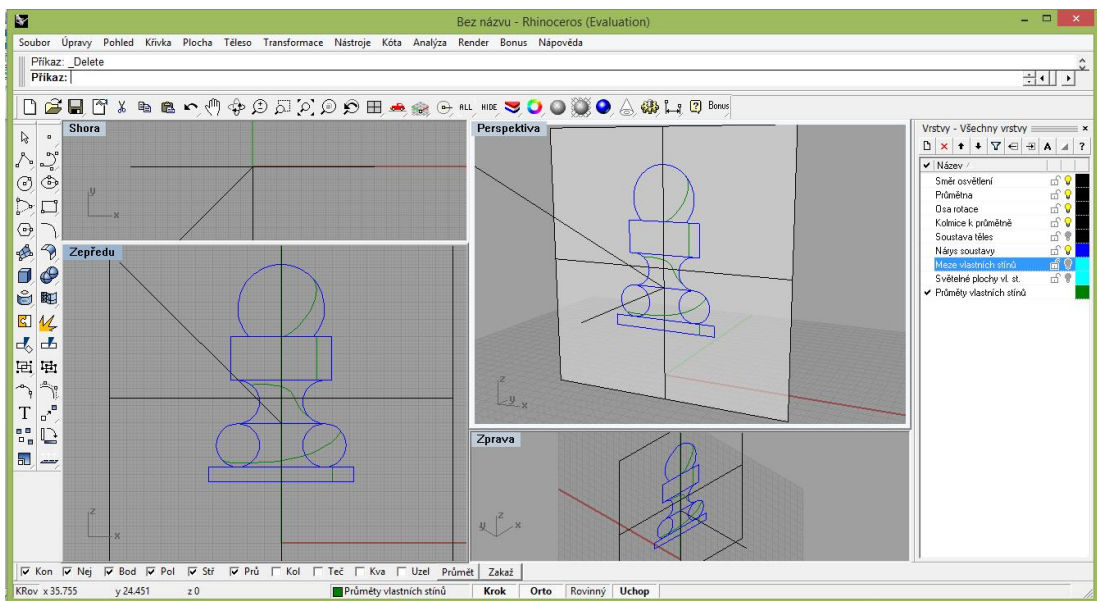 Bez názvu - Rhinoceros (Evaluation)
Soubor Úpravy Pohled Křivka Plocha Těleso Transformace Nástroje Kóta Analýza Render Bonus Nápověda
Příkaz: _Delete
Příkaz:
ALL HIDE Bonus
Shora
y
x
Perspektiva
z
y x
Zepředu
z
x
Zprava
z
y x
Vrstvy - Všechny vrstvy
A ?
Název
Směr osvětlení
Průmětna
Osa rotace
Kolmice k průmětně
Soustava těles
Nárys soustavy
Meze vlastních stínů
Světelné plochy vl. st.
Průměty vlastních stínů
T
Kon Nej Bod Pol Stř Prů Kol Teč Kva Uzel Průmět Zakaž
KRov x 35.755 y 24.451 z 0 Průměty vlastních stínů Krok Orto Rovinný Uchop